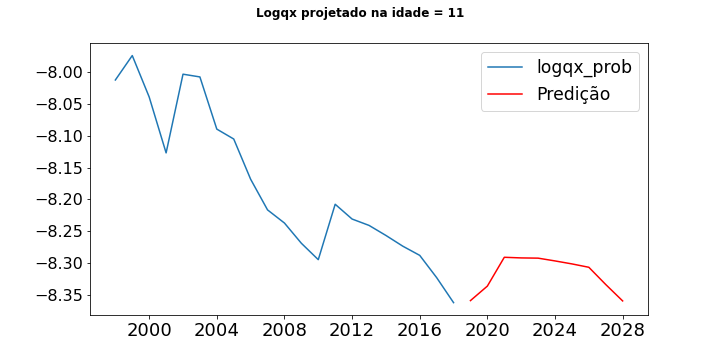 Logqx projetado na idade = 11
logqx_prob
Predição
−8.00
−8.05
−8.10
−8.15
−8.20
−8.25
−8.30
−8.35
2000 2004 2008 2012 2016 2020 2024 2028